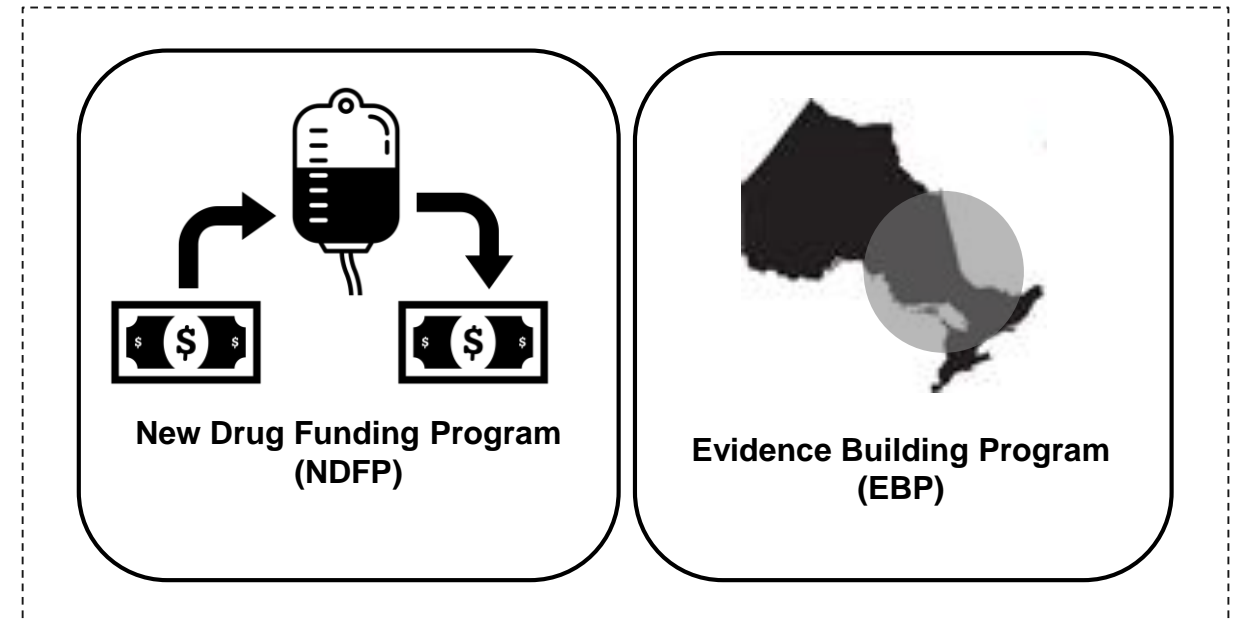 $ $ $
$ $ $
New Drug Funding Program
(NDFP)
Evidence Building Program
(EBP)